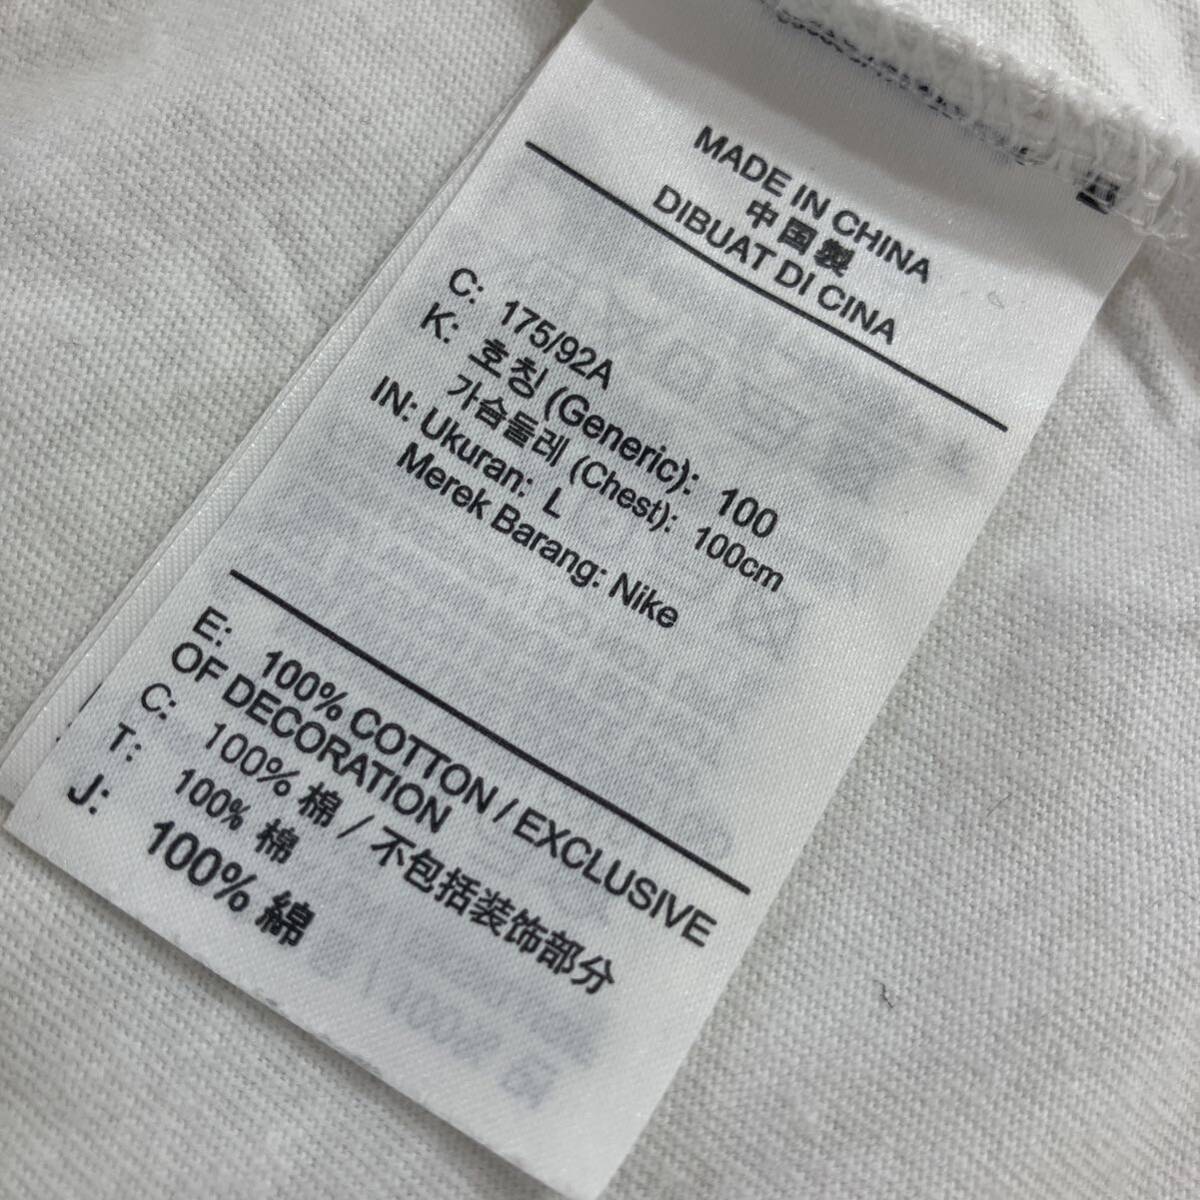 MADE IN CHINA
中国製
DIBUAT DI CINA
C: 175/92A
K: 호칭 (Generic): 100
가슴둘레 (Chest): 100cm
IN: Ukuran: L
Merek Barang: Nike
E: 100% COTTON / EXCLUSIVE
OF DECORATION
C: 100% 棉 / 不包括装饰部分
T: 100% 棉
J: 100% 綿